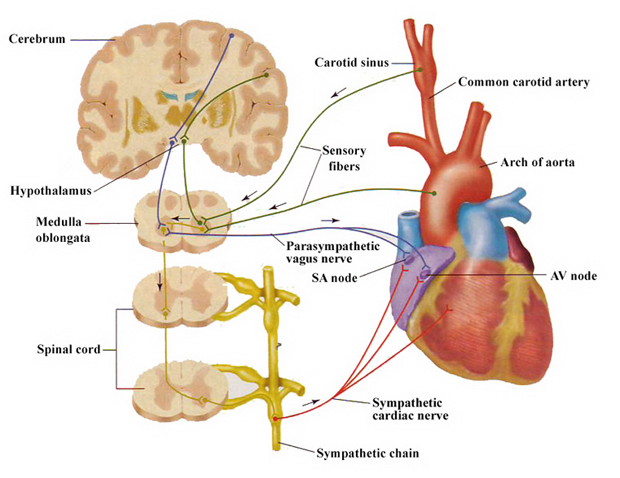 Cerebrum
Carotid sinus
Common carotid artery
Sensory
fibers
Arch of aorta
Hypothalamus
Medulla
oblongata
Parasympathetic
vagus nerve
SA node
AV node
Spinal cord
Sympathetic
cardiac nerve
Sympathetic chain